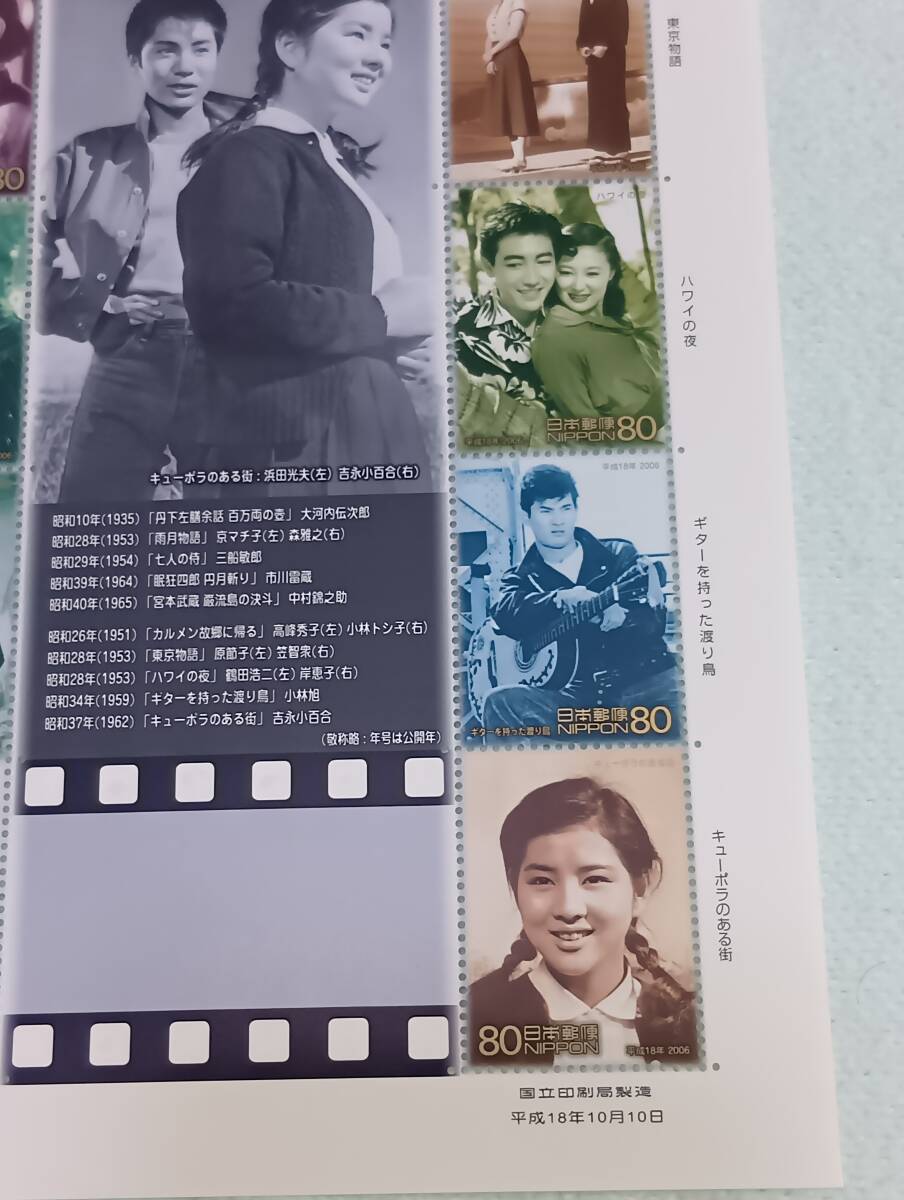 東京物語
80
ハワイの夜
ハワイの夜
日本郵便
NIPPON 80
平成18年 2006
006
キューポラのある街：浜田光夫(左) 吉永小百合(右)
昭和10年(1935)「丹下左膳余話 百万両の壺」 大河内伝次郎
昭和28年(1953)「雨月物語」 京マチ子(左) 森雅之(右)
昭和29年(1954)「七人の侍」 三船敏郎
昭和39年(1964)「眠狂四郎 円月斬り」 市川雷蔵
昭和40年(1965)「宮本武蔵 巌流島の決斗」 中村錦之助
昭和26年(1951)「カルメン故郷に帰る」 高峰秀子(左) 小林トシ子(右)
昭和28年(1953)「東京物語」 原節子(左) 笠智衆(右)
昭和28年(1953)「ハワイの夜」 鶴田浩二(左) 岸恵子(右)
昭和34年(1959)「ギターを持った渡り鳥」 小林旭
昭和37年(1962)「キューポラのある街」 吉永小百合
（敬称略：年号は公開年）
平成18年 2006
ギターを持った渡り鳥
日本郵便
NIPPON 80
ギターを持った渡り鳥
キューポラのある街
80 日本郵便
NIPPON
平成18年 2006
キューポラのある街
国立印刷局製造
平成18年10月10日